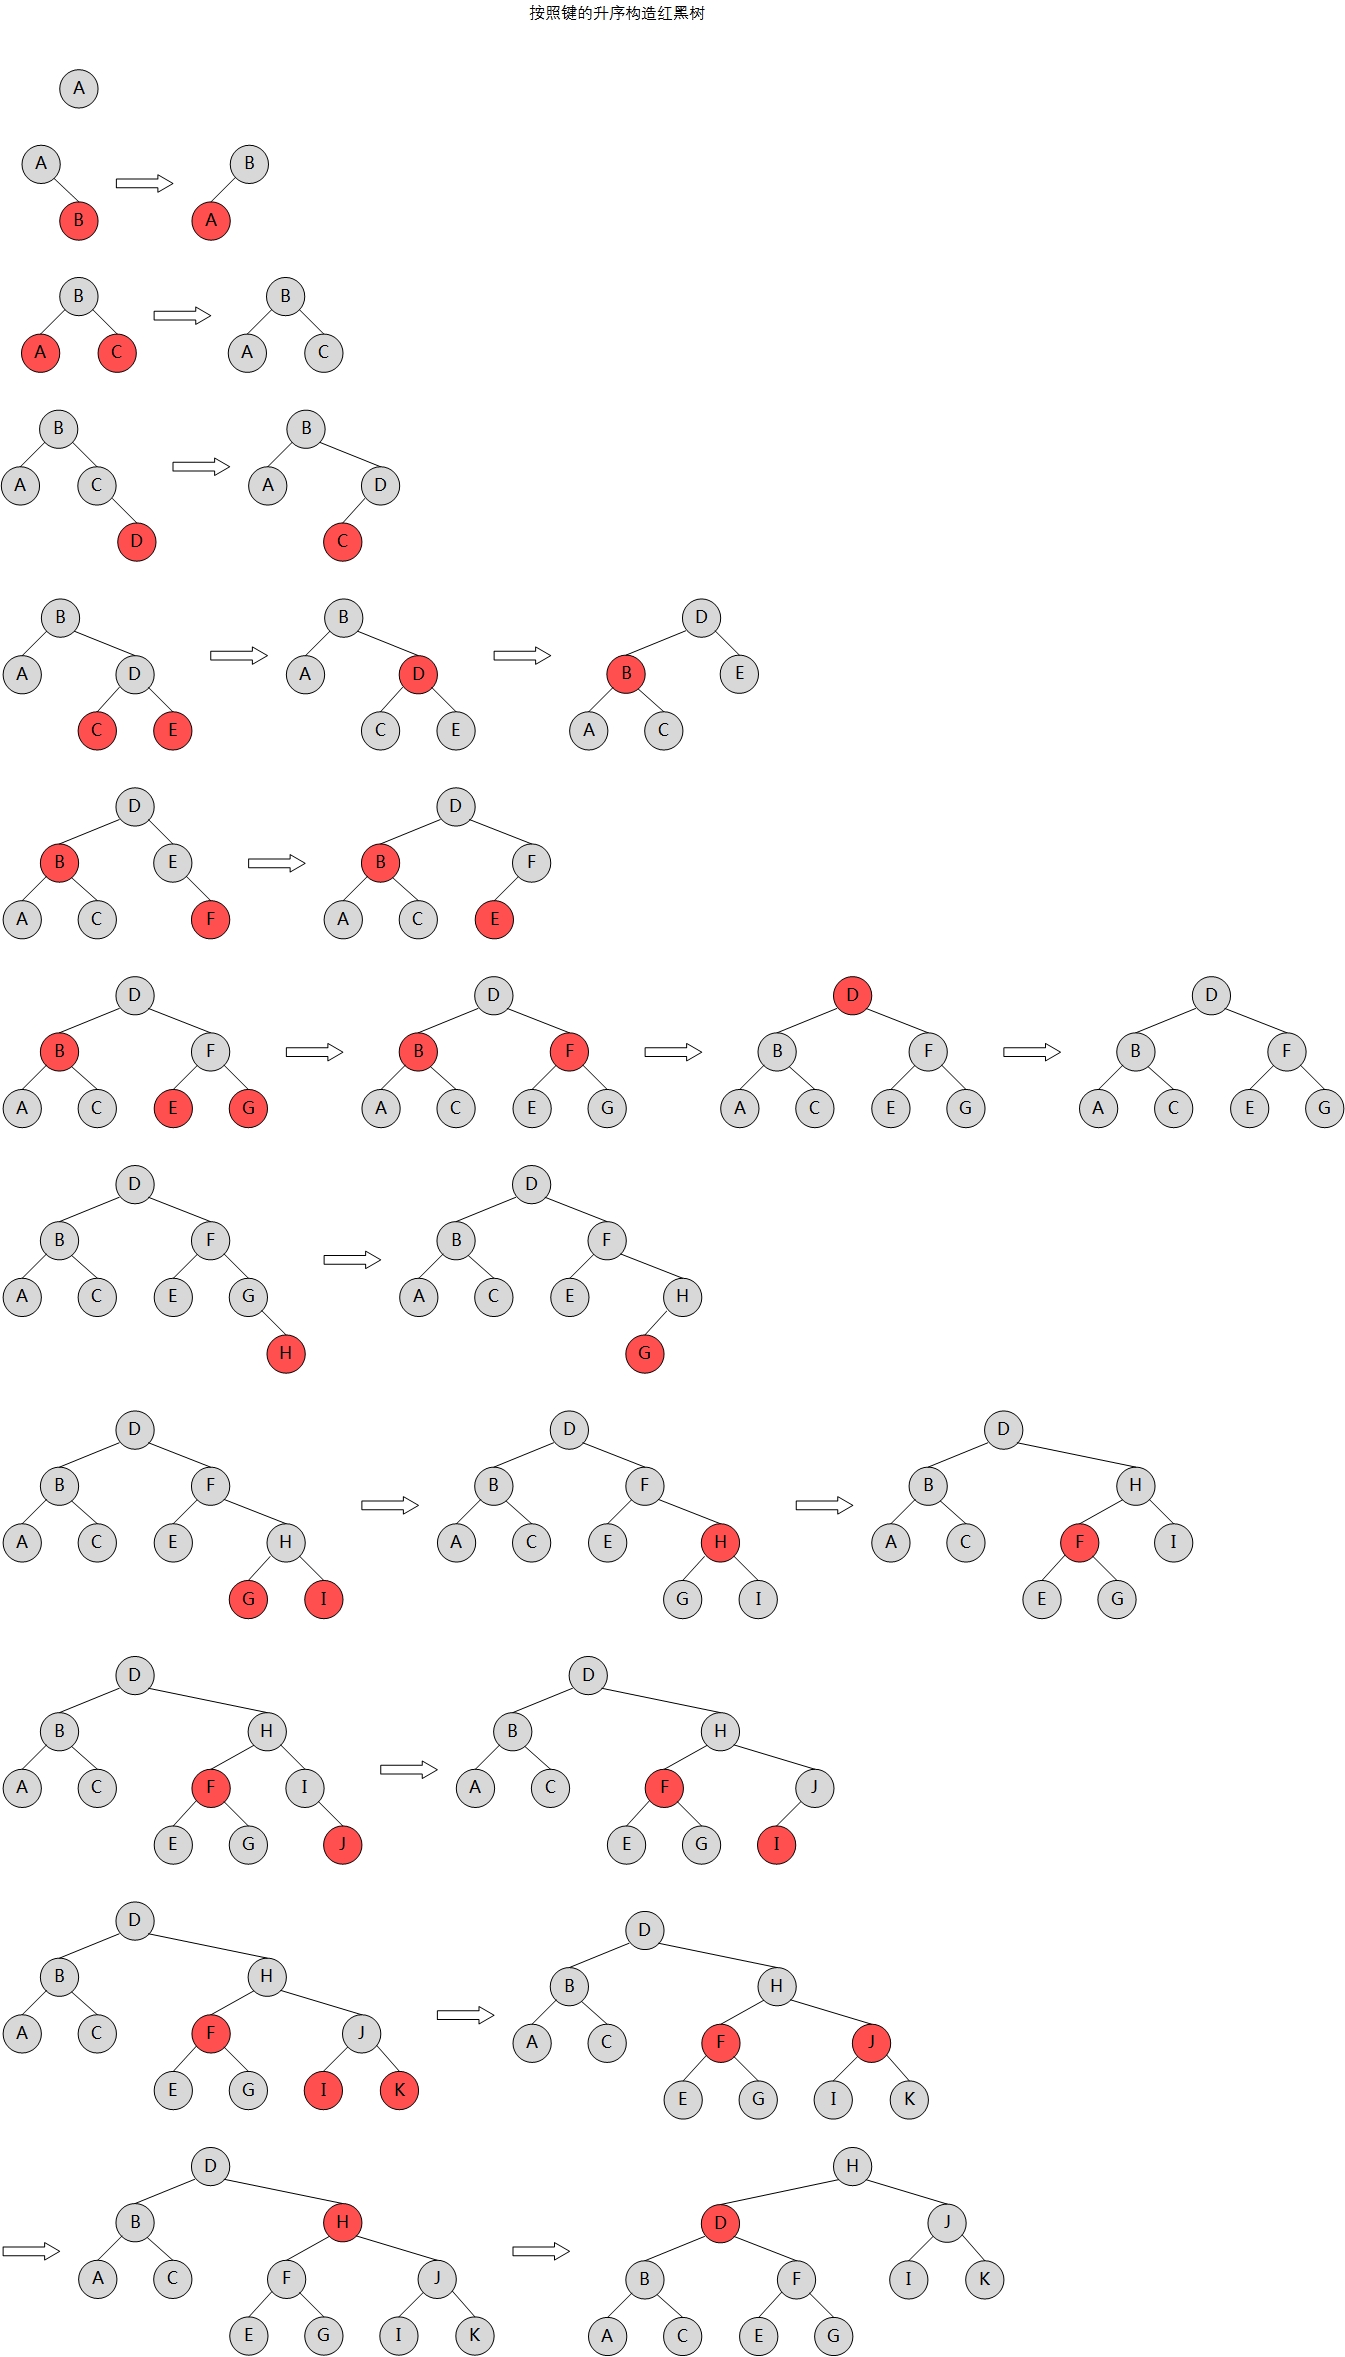 按照键的升序构造红黑树
A
A B
B A
B B
A C A C
B B
A C A D
D C
B B D
A D A D B E
C E C E A C
D D
B E B F
A C F A C E
D D D D
B F B F B F B F
A C E G A C E G A C E G A C E G
D D
B F B F
A C E G A C E H
H G
D D D
B F B F B H
A C E H A C E H A C F I
G I G I E G
D D
B H B H
A C F I A C F J
E G J E G I
D D
B H B H
A C F J A C F J
E G I K E G I K
D H
B H D J
A C F J B F I K
E G I K A C E G